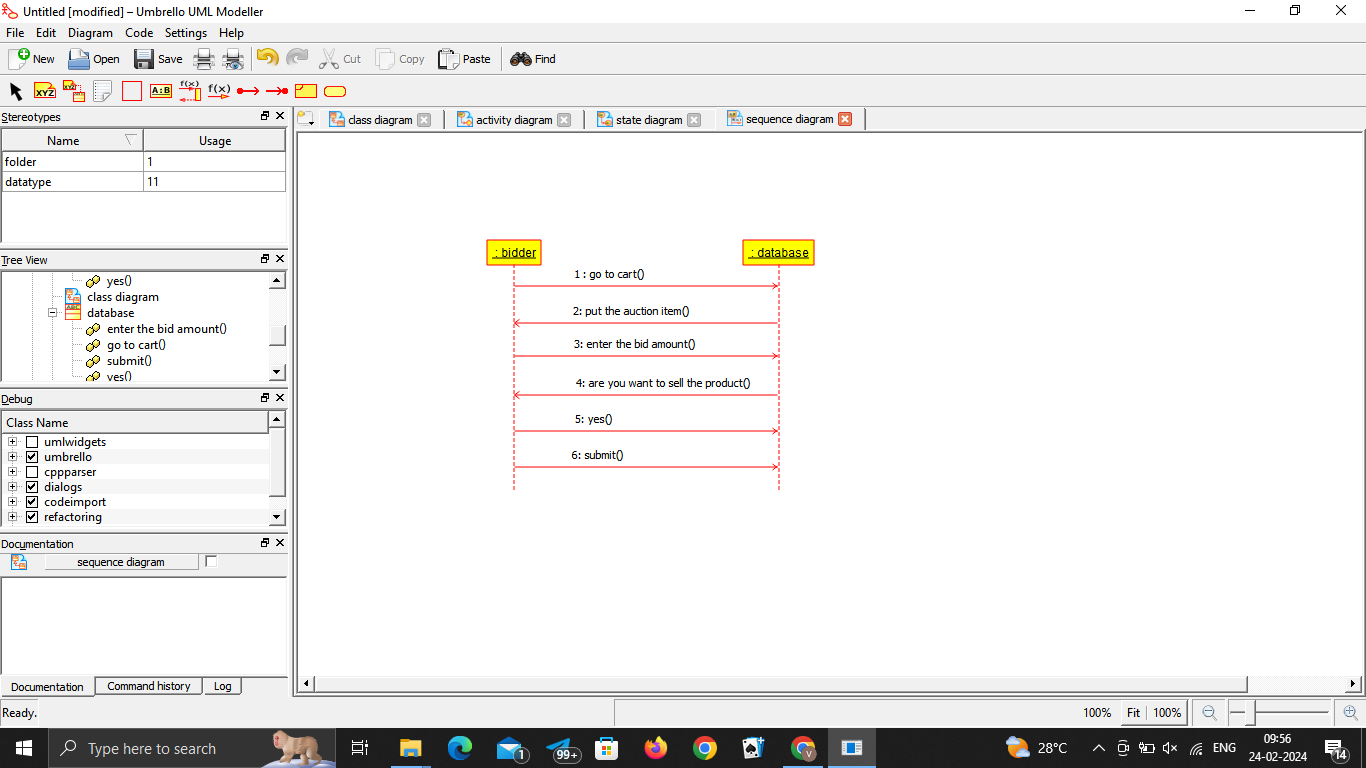 Untitled [modified] – Umbrello UML Modeller
File Edit Diagram Code Settings Help
New Open Save Cut Copy Paste Find
XYZ XYZ A:B f(x) f(x)
Stereotypes
Name Usage
folder 1
datatype 11
Tree View
yes()
class diagram
database
enter the bid amount()
go to cart()
submit()
yes()
Debug
Class Name
umlwidgets
umbrello
cppparser
dialogs
codeimport
refactoring
Documentation
sequence diagram
Documentation Command history Log
class diagram activity diagram state diagram sequence diagram
: bidder : database
1 : go to cart()
2: put the auction item()
3: enter the bid amount()
4: are you want to sell the product()
5: yes()
6: submit()
Ready. 100% Fit 100%
Type here to search
1
99+
V
28°C
ENG
09:56
24-02-2024
14